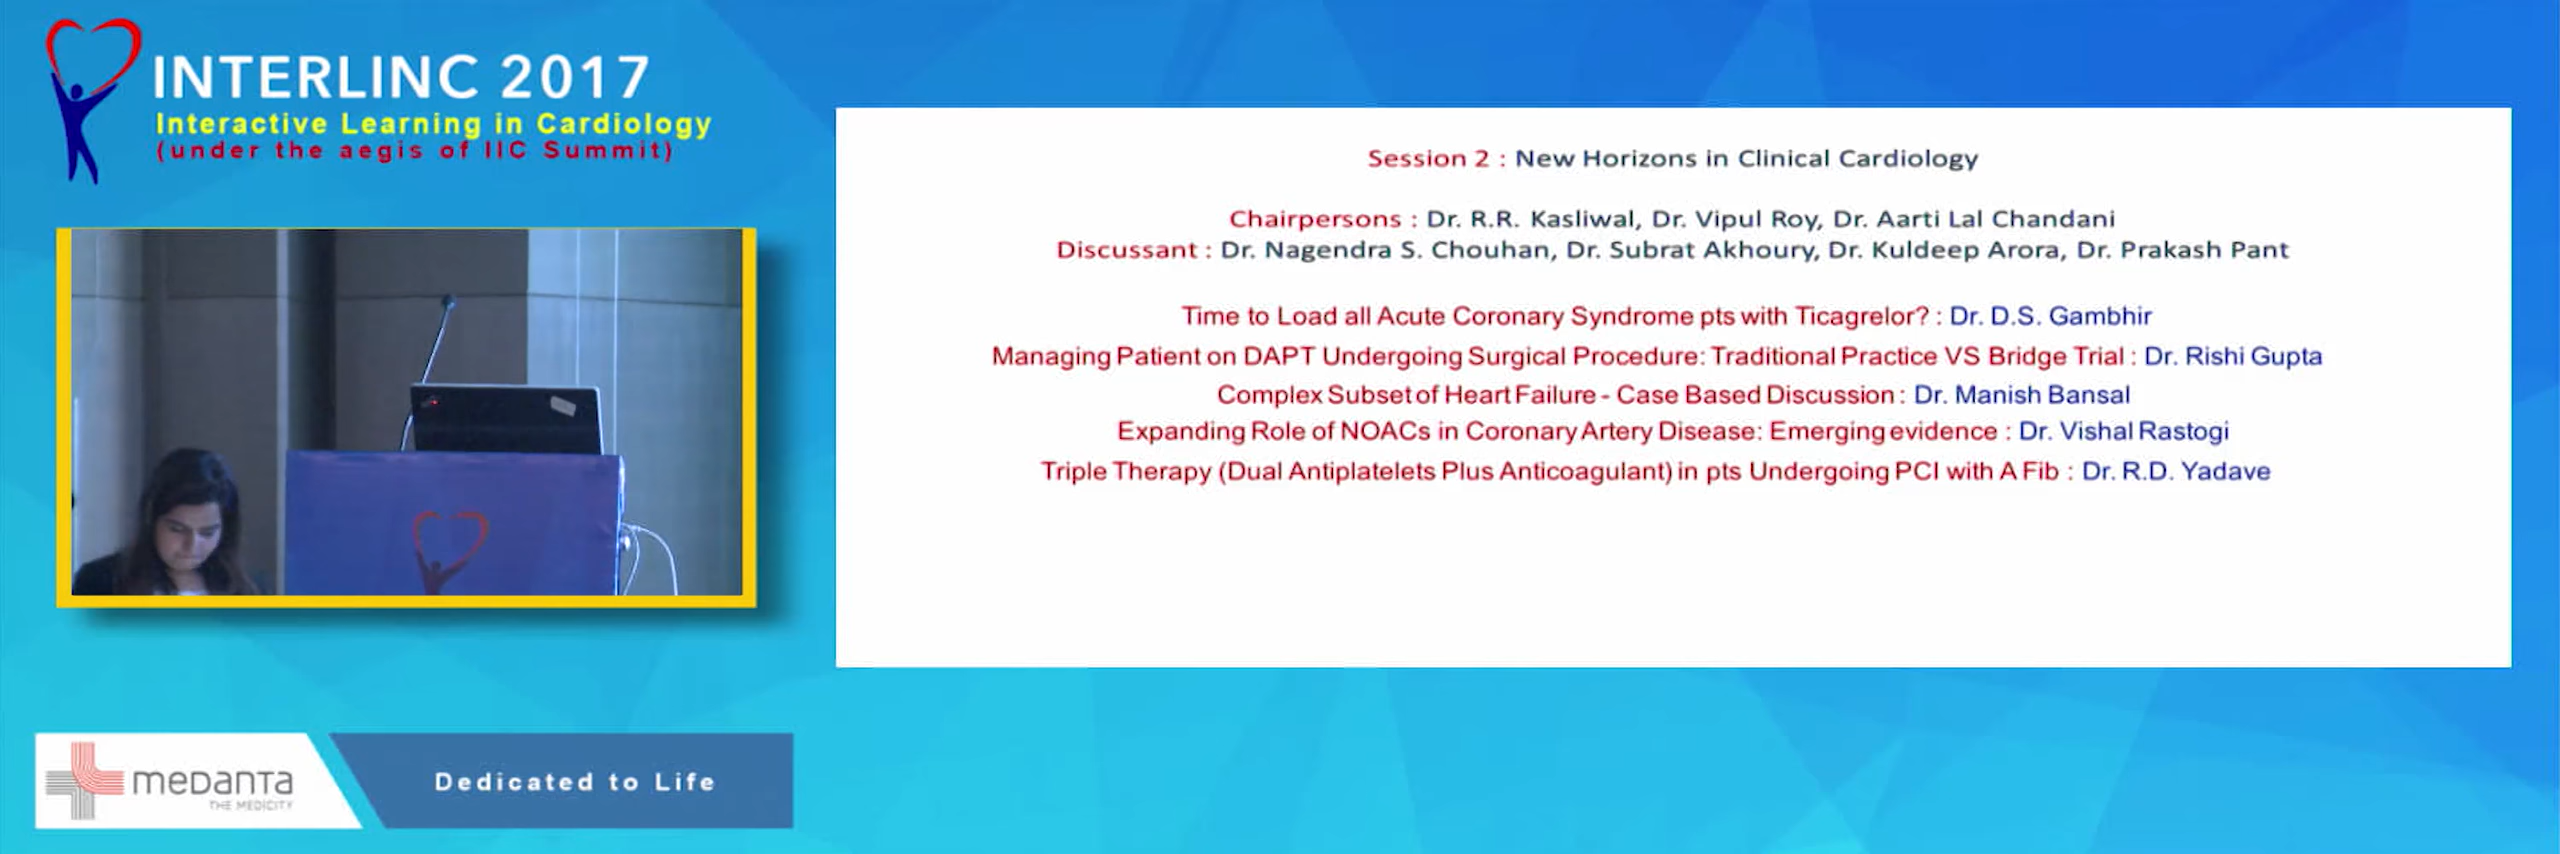 INTERLINC 2017
Interactive Learning in Cardiology
(under the aegis of IIC Summit)
Session 2 : New Horizons in Clinical Cardiology
Chairpersons : Dr. R.R. Kasliwal, Dr. Vipul Roy, Dr. Aarti Lal Chandani
Discussant : Dr. Nagendra S. Chouhan, Dr. Subrat Akhoury, Dr. Kuldeep Arora, Dr. Prakash Pant
Time to Load all Acute Coronary Syndrome pts with Ticagrelor? : Dr. D.S. Gambhir
Managing Patient on DAPT Undergoing Surgical Procedure: Traditional Practice VS Bridge Trial : Dr. Rishi Gupta
Complex Subset of Heart Failure - Case Based Discussion : Dr. Manish Bansal
Expanding Role of NOACs in Coronary Artery Disease: Emerging evidence : Dr. Vishal Rastogi
Triple Therapy (Dual Antiplatelets Plus Anticoagulant) in pts Undergoing PCI with A Fib : Dr. R.D. Yadave
medanta
THE MEDICITY
Dedicated to Life